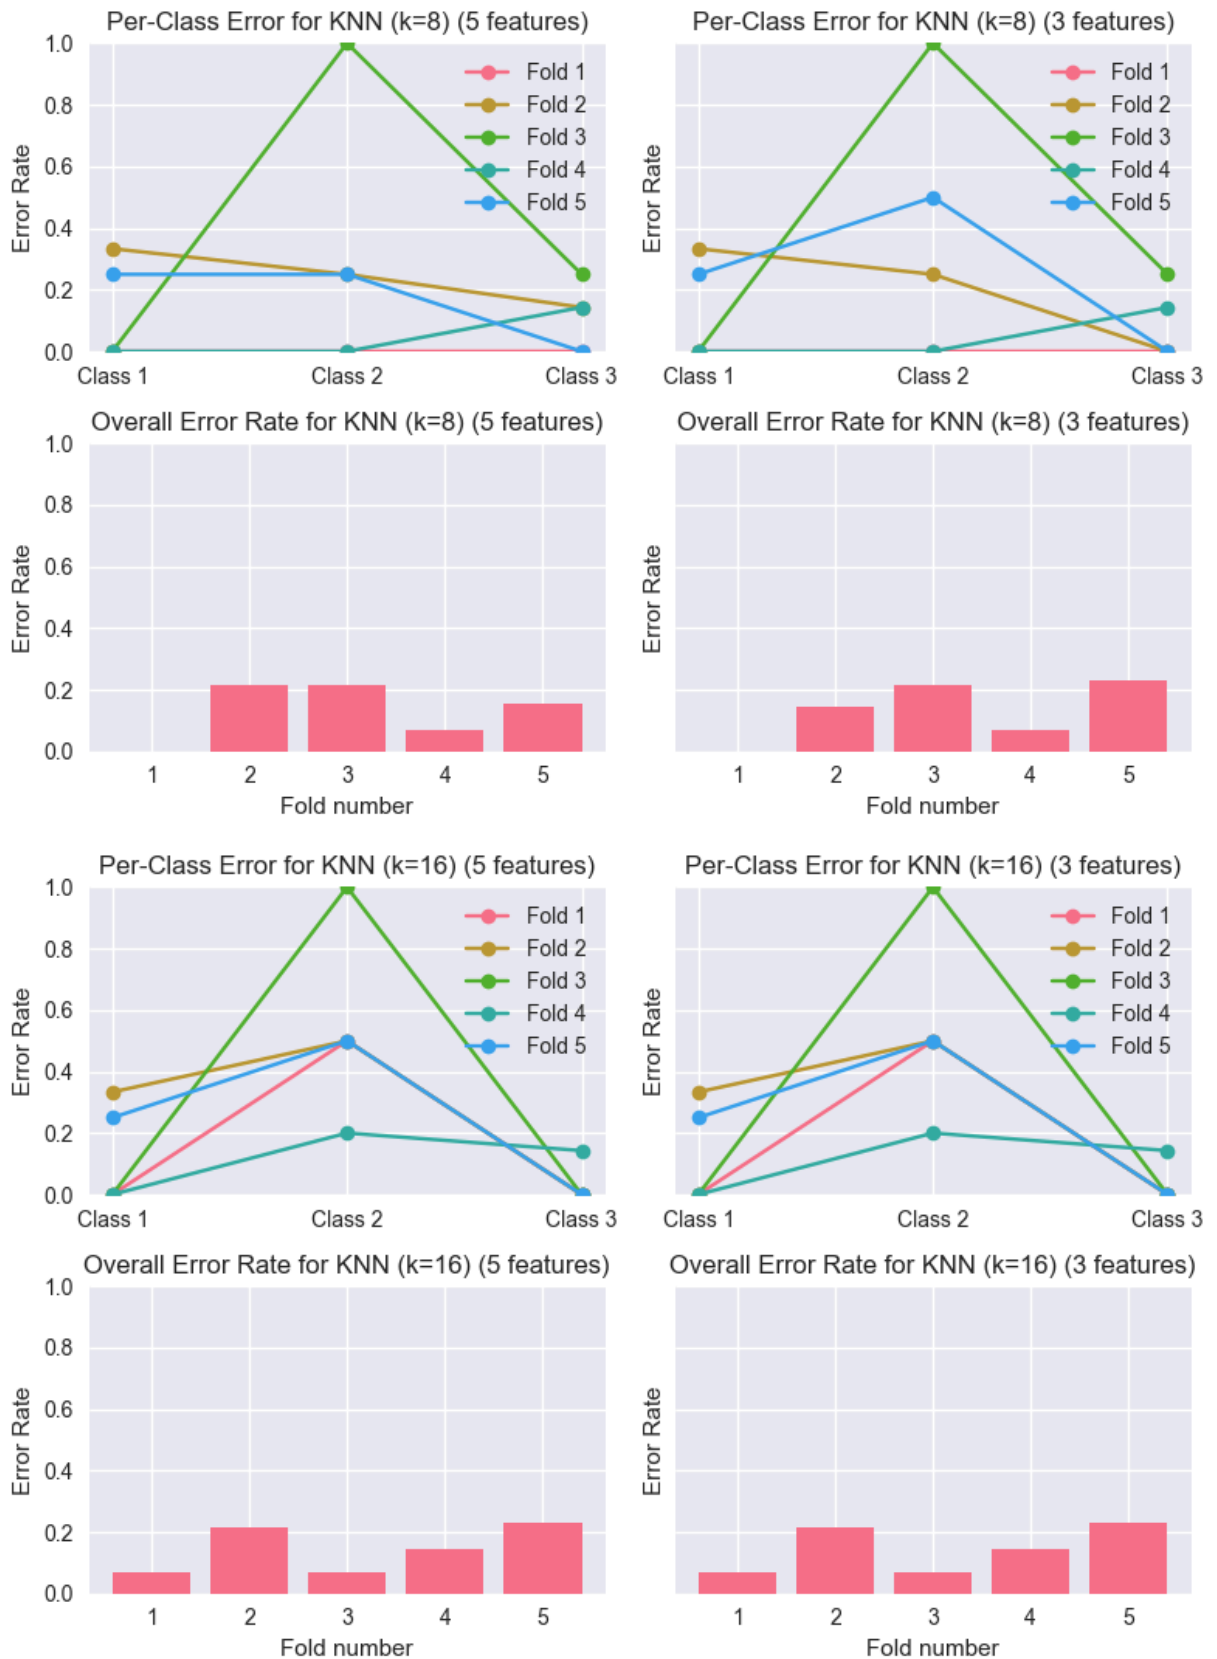 Per-Class Error for KNN (k=8) (5 features)
1.0
0.8
0.6
0.4
0.2
0.0
Error Rate
Fold 1
Fold 2
Fold 3
Fold 4
Fold 5
Class 1
Class 2
Class 3
Per-Class Error for KNN (k=8) (3 features)
Error Rate
Fold 1
Fold 2
Fold 3
Fold 4
Fold 5
Class 1
Class 2
Class 3
Overall Error Rate for KNN (k=8) (5 features)
1.0
0.8
0.6
0.4
0.2
0.0
Error Rate
1
2
3
4
5
Fold number
Overall Error Rate for KNN (k=8) (3 features)
Error Rate
1
2
3
4
5
Fold number
Per-Class Error for KNN (k=16) (5 features)
1.0
0.8
0.6
0.4
0.2
0.0
Error Rate
Fold 1
Fold 2
Fold 3
Fold 4
Fold 5
Class 1
Class 2
Class 3
Per-Class Error for KNN (k=16) (3 features)
Error Rate
Fold 1
Fold 2
Fold 3
Fold 4
Fold 5
Class 1
Class 2
Class 3
Overall Error Rate for KNN (k=16) (5 features)
1.0
0.8
0.6
0.4
0.2
0.0
Error Rate
1
2
3
4
5
Fold number
Overall Error Rate for KNN (k=16) (3 features)
Error Rate
1
2
3
4
5
Fold number